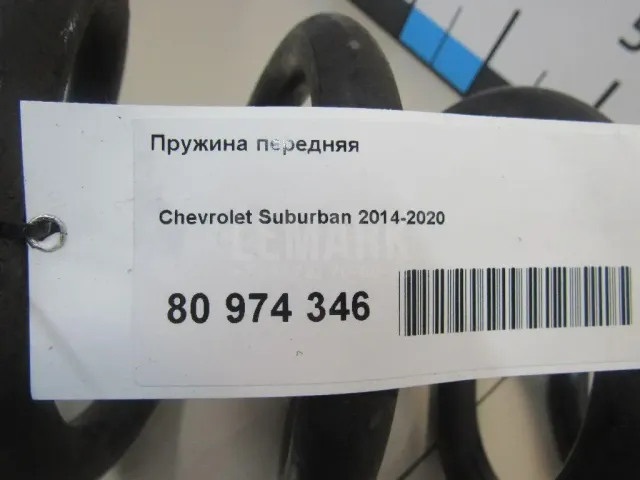 Пружина передняя
Chevrolet Suburban 2014-2020
80 974 346